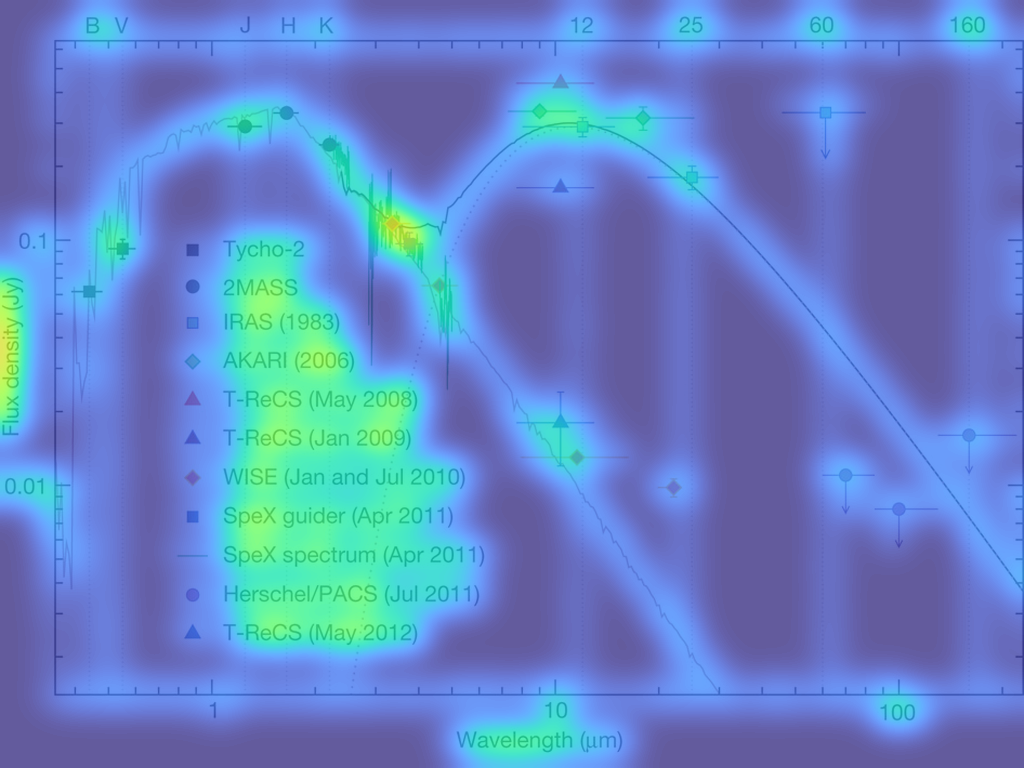 B V J H K 12 25 60 160
Flux density (Jy)
0.1
0.01
Tycho-2
2MASS
IRAS (1983)
AKARI (2006)
T-ReCS (May 2008)
T-ReCS (Jan 2009)
WISE (Jan and Jul 2010)
SpeX guider (Apr 2011)
SpeX spectrum (Apr 2011)
Herschel/PACS (Jul 2011)
T-ReCS (May 2012)
1 10 100
Wavelength (μm)